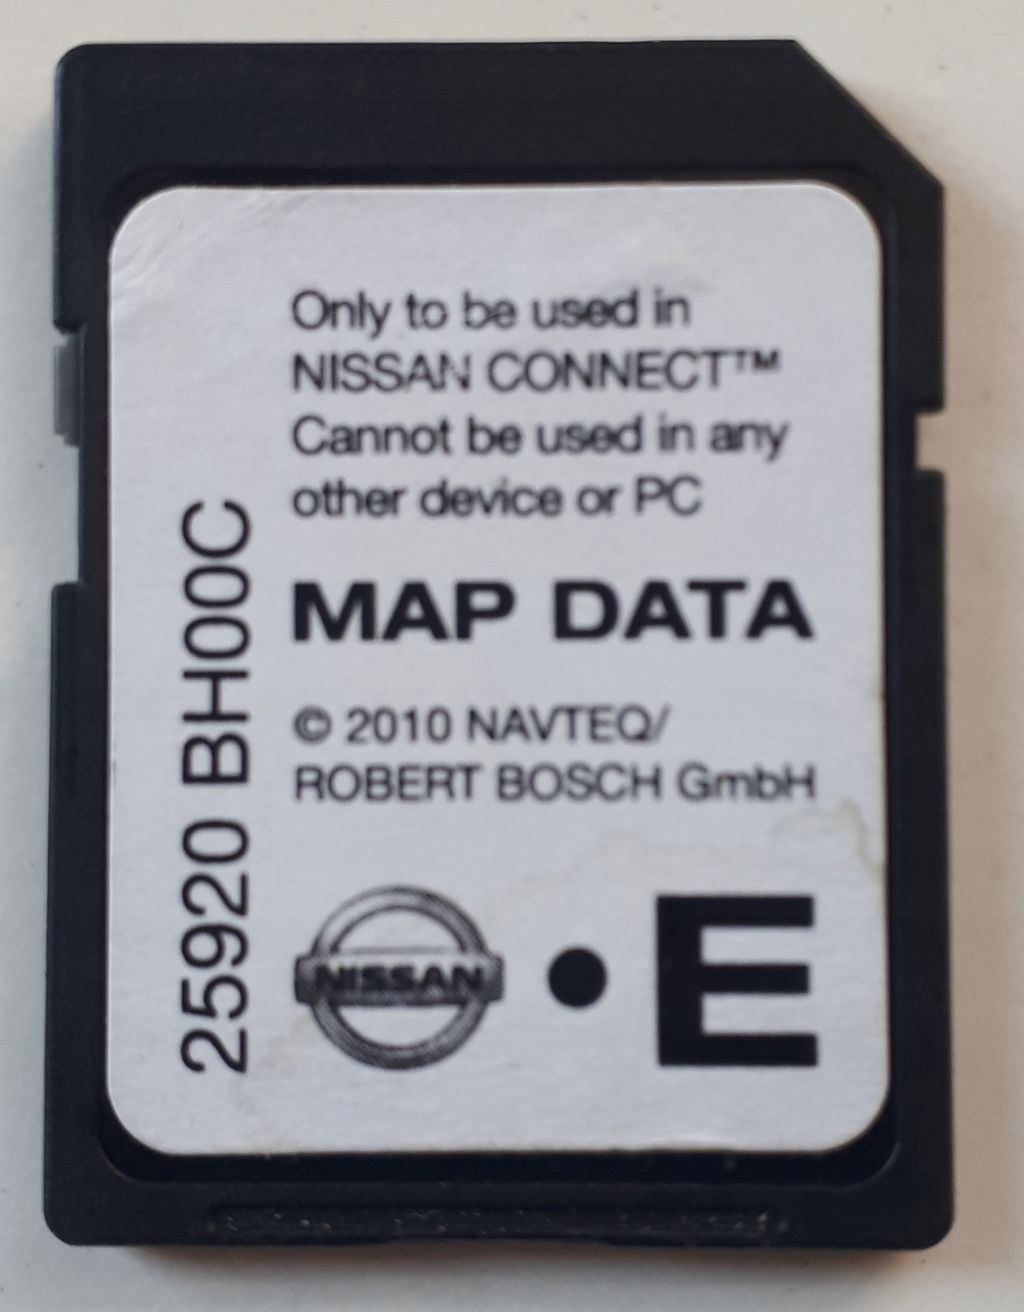 Only to be used in
NISSAN CONNECT™
Cannot be used in any
other device or PC
MAP DATA
© 2010 NAVTEQ/
ROBERT BOSCH GmbH
25920 BH00C
NISSAN
• E